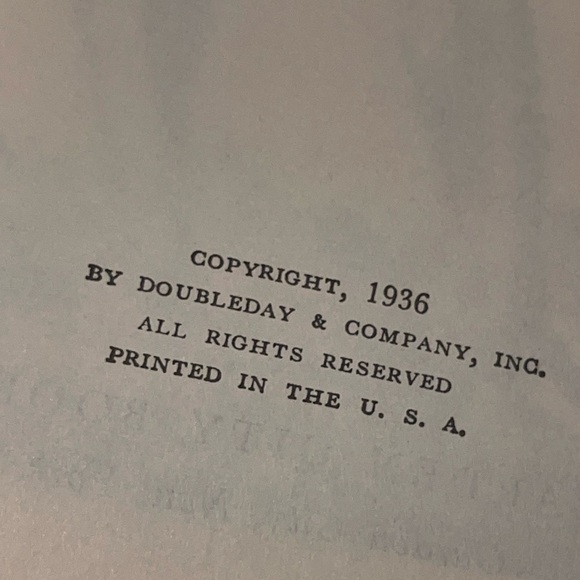 COPYRIGHT, 1936
BY DOUBLEDAY & COMPANY, INC.
ALL RIGHTS RESERVED
PRINTED IN THE U. S. A.